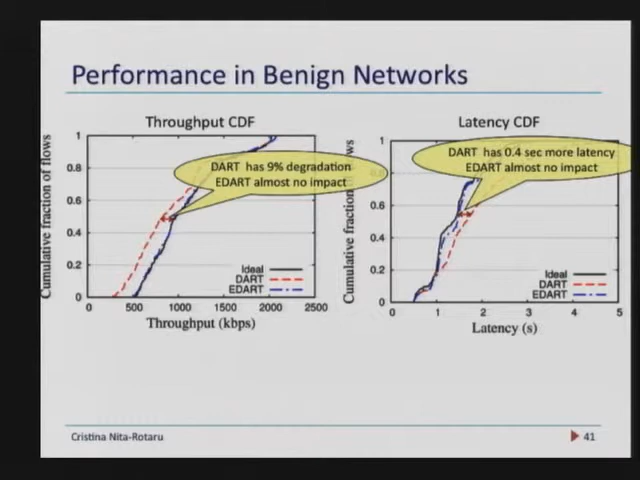 Performance in Benign Networks
Throughput CDF
Cumulative fraction of flows
1
0.8
0.6
0.4
0.2
0
0
500
1000
1500
2000
2500
Throughput (kbps)
DART has 9% degradation
EDART almost no impact
Ideal
DART
EDART
Latency CDF
Cumulative fraction
ws
1
0.6
0.4
0.2
0
0
1
2
3
4
5
Latency (s)
DART has 0.4 sec more latency
EDART almost no impact
Ideal
DART
EDART
Cristina Nita-Rotaru
41